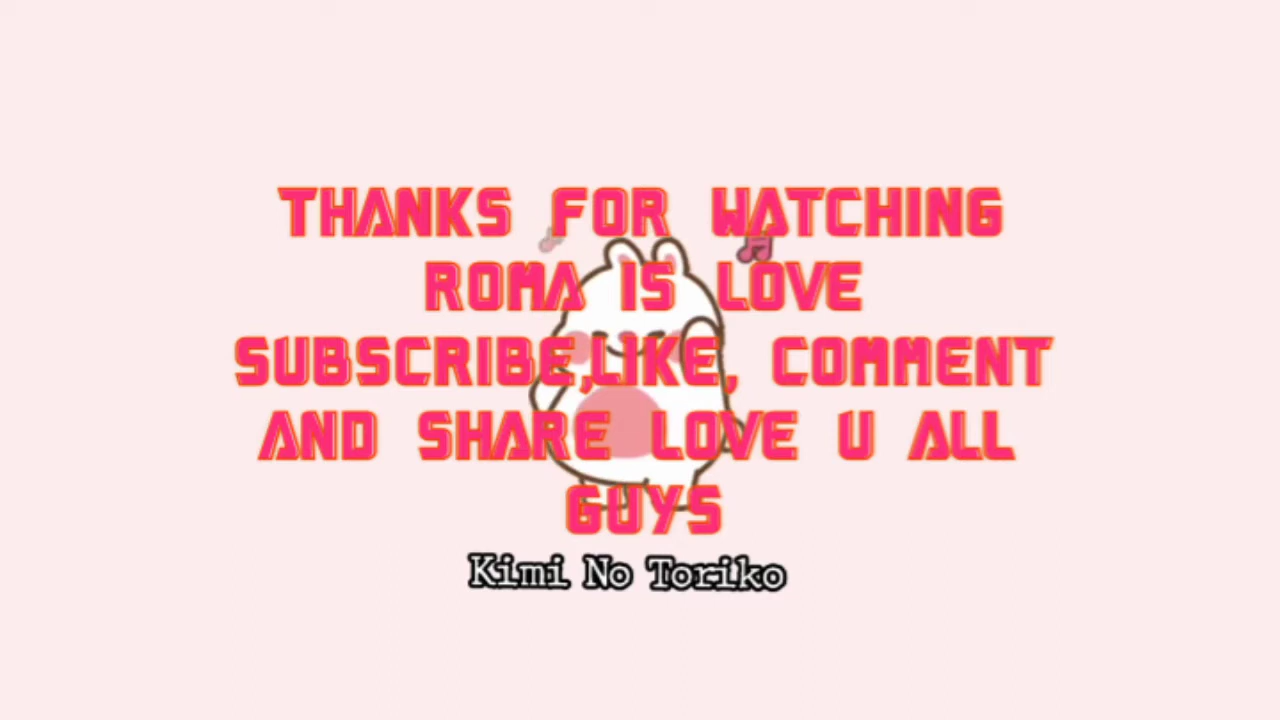 THANKS FOR WATCHING
ROMA IS LOVE
SUBSCRIBE,LIKE, COMMENT
AND SHARE LOVE U ALL
GUYS
Kimi No Toriko